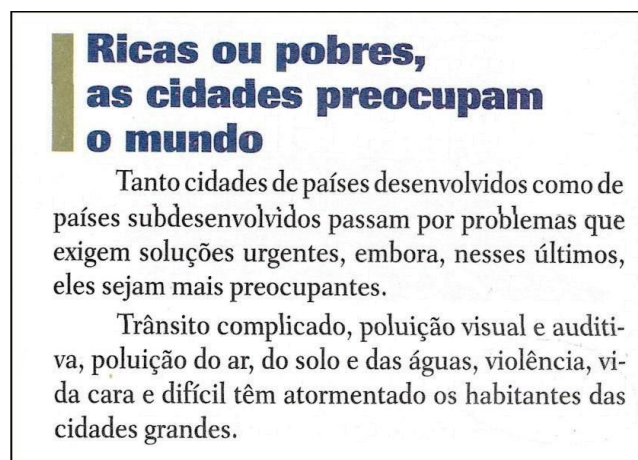 Ricas ou pobres,
as cidades preocupam
o mundo
Tanto cidades de países desenvolvidos como de
países subdesenvolvidos passam por problemas que
exigem soluções urgentes, embora, nesses últimos,
eles sejam mais preocupantes.
Trânsito complicado, poluição visual e auditi-
va, poluição do ar, do solo e das águas, violência, vi-
da cara e difícil têm atormentado os habitantes das
cidades grandes.